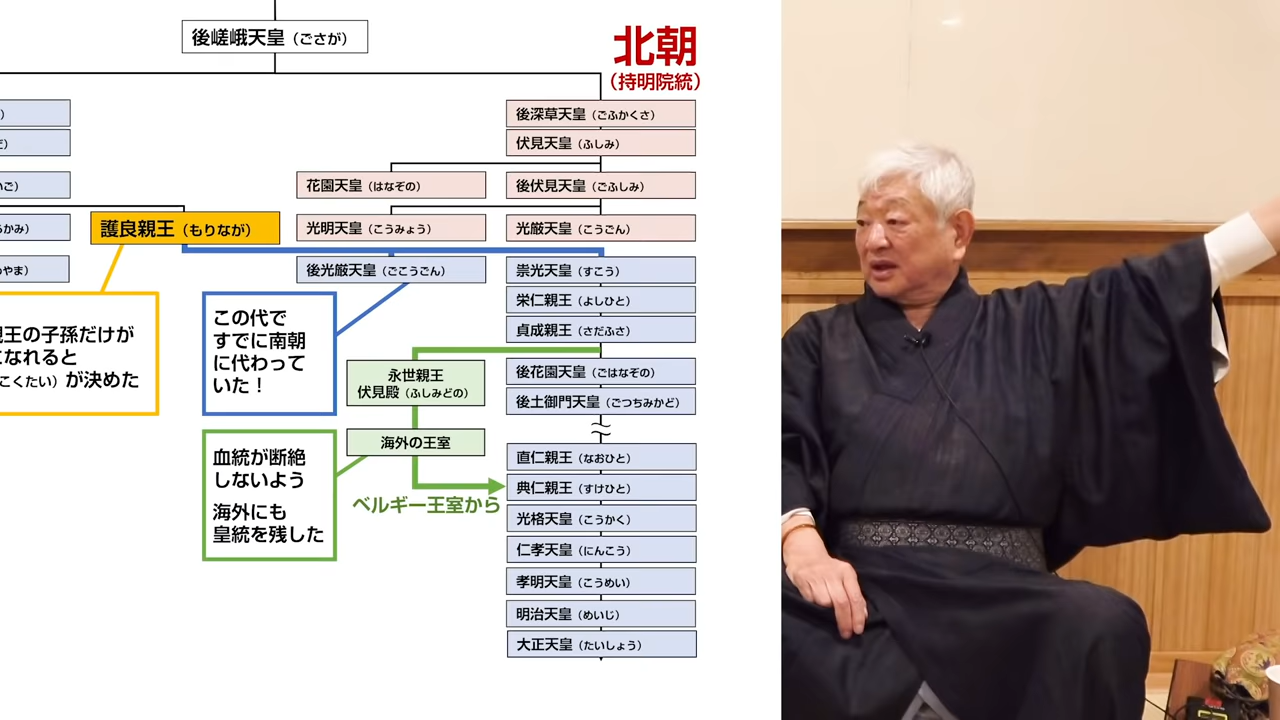 後嵯峨天皇（ごさが）
北朝
（持明院統）
）
後深草天皇（ごふかくさ）
伏見天皇（ふしみ）
花園天皇（はなぞの）
後伏見天皇（ごふしみ）
護良親王（もりなが）
光明天皇（こうみょう）
光厳天皇（こうごん）
後光厳天皇（ごこうごん）
崇光天皇（すこう）
栄仁親王（よしひと）
貞成親王（さだふさ）
この代で
すでに南朝
に代わって
いた！
親王の子孫だけが
なれると
こくたい）が決めた
永世親王
伏見殿（ふしみどの）
後花園天皇（ごはなぞの）
後土御門天皇（ごつちみかど）
海外の王室
血統が断絶
しないよう
海外にも
皇統を残した
ベルギー王室から
直仁親王（なおひと）
典仁親王（すけひと）
光格天皇（こうかく）
仁孝天皇（にんこう）
孝明天皇（こうめい）
明治天皇（めいじ）
大正天皇（たいしょう）